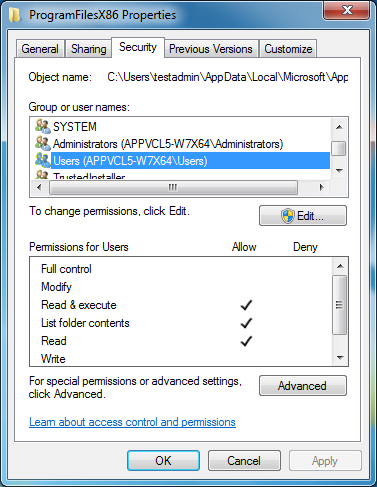 ProgramFilesX86 Properties
General Sharing Security Previous Versions Customize
Object name: C:\Users\testadmin\AppData\Local\Microsoft\App
Group or user names:
SYSTEM
Administrators (APPVCL5-W7X64\Administrators)
Users (APPVCL5-W7X64\Users)
TrustedInstaller
To change permissions, click Edit.
Edit...
Permissions for Users Allow Deny
Full control
Modify
Read & execute
List folder contents
Read
Write
For special permissions or advanced settings,
click Advanced.
Advanced
Learn about access control and permissions
OK Cancel Apply